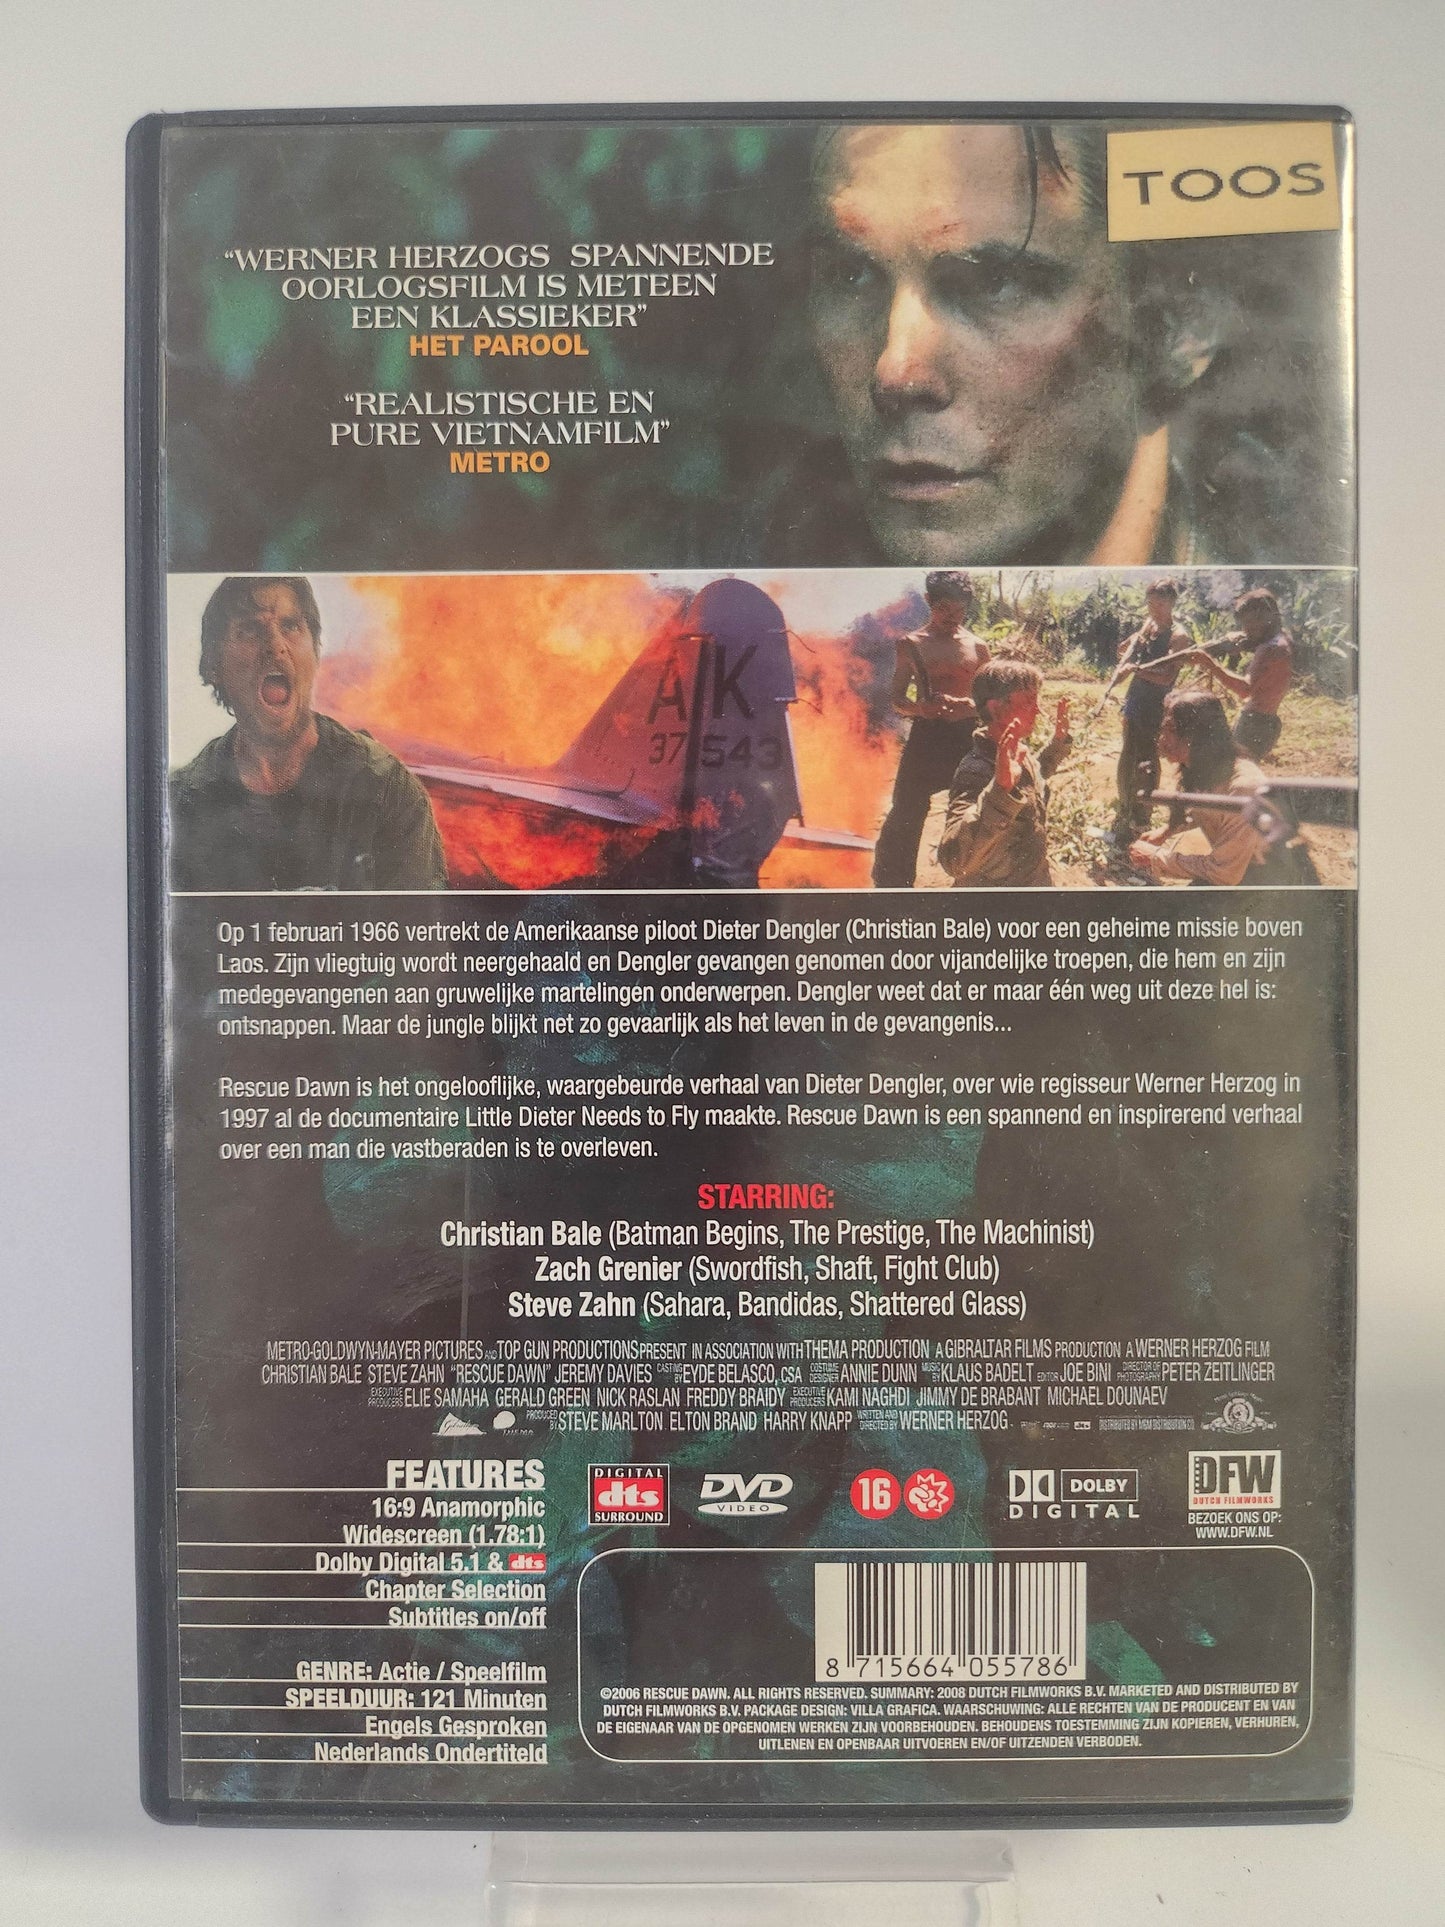 TOOS
"WERNER HERZOGS SPANNENDE
OORLOGSFILM IS METEEN
EEN KLASSIEKER"
HET PAROOL
"REALISTISCHE EN
PURE VIETNAMFILM"
METRO
A K
37 543
Op 1 februari 1966 vertrekt de Amerikaanse piloot Dieter Dengler (Christian Bale) voor een geheime missie boven
Laos. Zijn vliegtuig wordt neergehaald en Dengler gevangen genomen door vijandelijke troepen, die hem en zijn
medegevangenen aan gruwelijke martelingen onderwerpen. Dengler weet dat er maar één weg uit deze hel is:
ontsnappen. Maar de jungle blijkt net zo gevaarlijk als het leven in de gevangenis...
Rescue Dawn is het ongelooflijke, waargebeurde verhaal van Dieter Dengler, over wie regisseur Werner Herzog in
1997 al de documentaire Little Dieter Needs to Fly maakte. Rescue Dawn is een spannend en inspirerend verhaal
over een man die vastberaden is te overleven.
STARRING:
Christian Bale (Batman Begins, The Prestige, The Machinist)
Zach Grenier (Swordfish, Shaft, Fight Club)
Steve Zahn (Sahara, Bandidas, Shattered Glass)
METRO-GOLDWYN-MAYER PICTURES AND TOP GUN PRODUCTIONS PRESENT IN ASSOCIATION WITH THEMA PRODUCTION A GIBRALTAR FILMS PRODUCTION A WERNER HERZOG FILM
CHRISTIAN BALE STEVE ZAHN "RESCUE DAWN" JEREMY DAVIES CASTING BY EYDE BELASCO, CSA COSTUME DESIGNER ANNIE DUNN MUSIC BY KLAUS BADELT EDITOR JOE BINI DIRECTOR OF PHOTOGRAPHY PETER ZEITLINGER
EXECUTIVE PRODUCERS ELIE SAMAHA GERALD GREEN NICK RASLAN FREDDY BRAIDY EXECUTIVE PRODUCERS KAMI NAGHDI JIMMY DE BRABANT MICHAEL DOUNAEV
PRODUCED BY STEVE MARLTON ELTON BRAND HARRY KNAPP WRITTEN AND DIRECTED BY WERNER HERZOG DISTRIBUTED BY MGM DISTRIBUTION CO.
FEATURES
16:9 Anamorphic
Widescreen (1.78:1)
Dolby Digital 5.1 & dts
Chapter Selection
Subtitles on/off
GENRE: Actie / Speelfilm
SPEELDUUR: 121 Minuten
Engels Gesproken
Nederlands Ondertiteld
DIGITAL
dts
SURROUND
DVD
VIDEO
16
DOLBY
DIGITAL
DFW
DUTCH FILMWORKS
BEZOEK ONS OP:
WWW.DFW.NL
8 715664 055786
©2006 RESCUE DAWN. ALL RIGHTS RESERVED. SUMMARY: 2008 DUTCH FILMWORKS B.V. MARKETED AND DISTRIBUTED BY
DUTCH FILMWORKS B.V. PACKAGE DESIGN: VILLA GRAFICA. WAARSCHUWING: ALLE RECHTEN VAN DE PRODUCENT EN VAN
DE EIGENAAR VAN DE OPGENOMEN WERKEN ZIJN VOORBEHOUDEN. BEHOUDENS TOESTEMMING ZIJN KOPIEREN, VERHUREN,
UITLENEN EN OPENBAAR UITVOEREN EN/OF UITZENDEN VERBODEN.